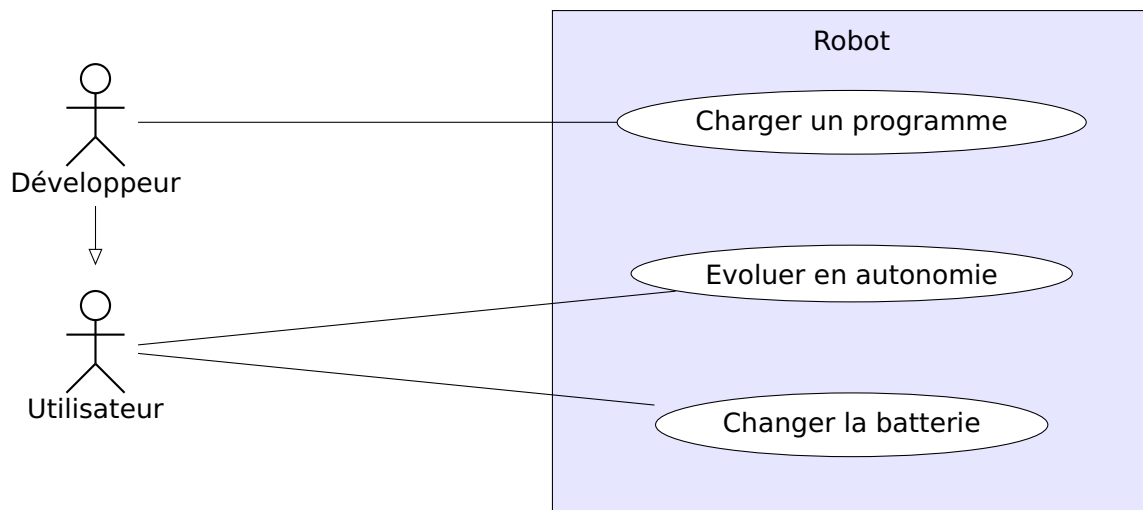 Robot
Charger un programme
Développeur
Evoluer en autonomie
Utilisateur
Changer la batterie